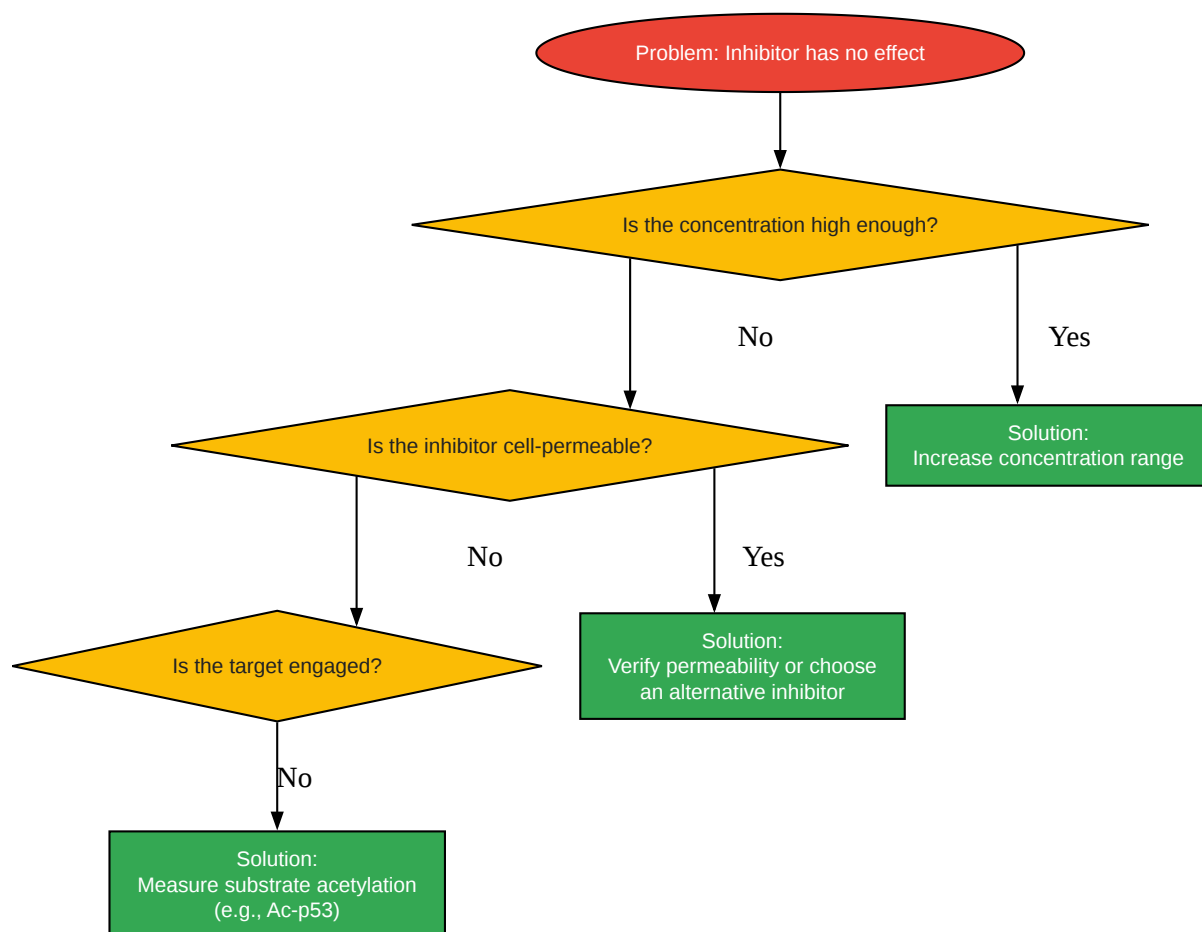 Problem: Inhibitor has no effect
Is the concentration high enough?
No
Yes
Is the inhibitor cell-permeable?
Solution:
Increase concentration range
No
Yes
Is the target engaged?
Solution:
Verify permeability or choose
an alternative inhibitor
No
Solution:
Measure substrate acetylation
(e.g., Ac-p53)